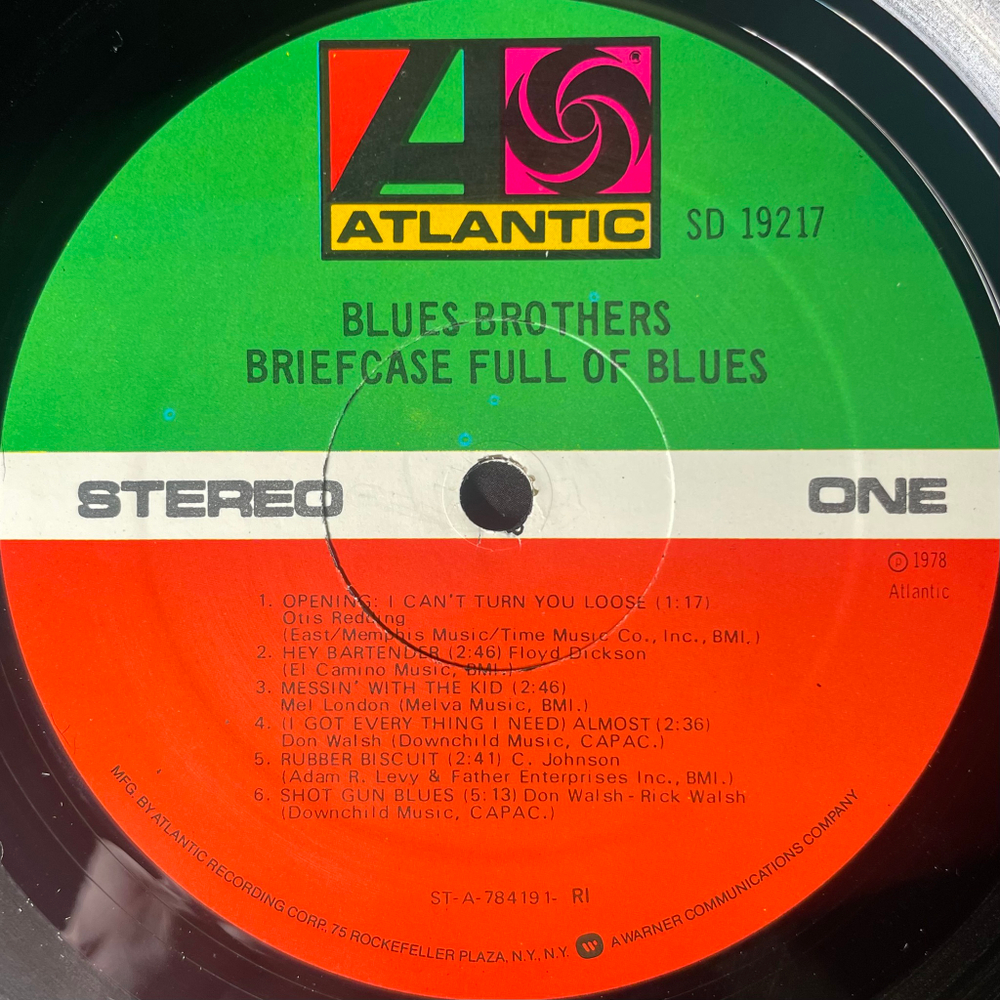 ®
ATLANTIC
SD 19217
BLUES BROTHERS
BRIEFCASE FULL OF BLUES
STEREO
ONE
℗ 1978
Atlantic
1. OPENING: I CAN'T TURN YOU LOOSE (1:17)
Otis Redding
(East/Memphis Music/Time Music Co., Inc., BMI.)
2. HEY BARTENDER (2:46) Floyd Dickson
(El Camino Music, BMI.)
3. MESSIN' WITH THE KID (2:46)
Mel London (Melva Music, BMI.)
4. (I GOT EVERY THING I NEED) ALMOST (2:36)
Don Walsh (Downchild Music, CAPAC.)
5. RUBBER BISCUIT (2:41) C. Johnson
(Adam R. Levy & Father Enterprises Inc., BMI.)
6. SHOT GUN BLUES (5:13) Don Walsh - Rick Walsh
(Downchild Music, CAPAC.)
ST-A-784191- RI
MFG. BY ATLANTIC RECORDING CORP. 75 ROCKEFELLER PLAZA, N.Y., N.Y. A WARNER COMMUNICATIONS COMPANY